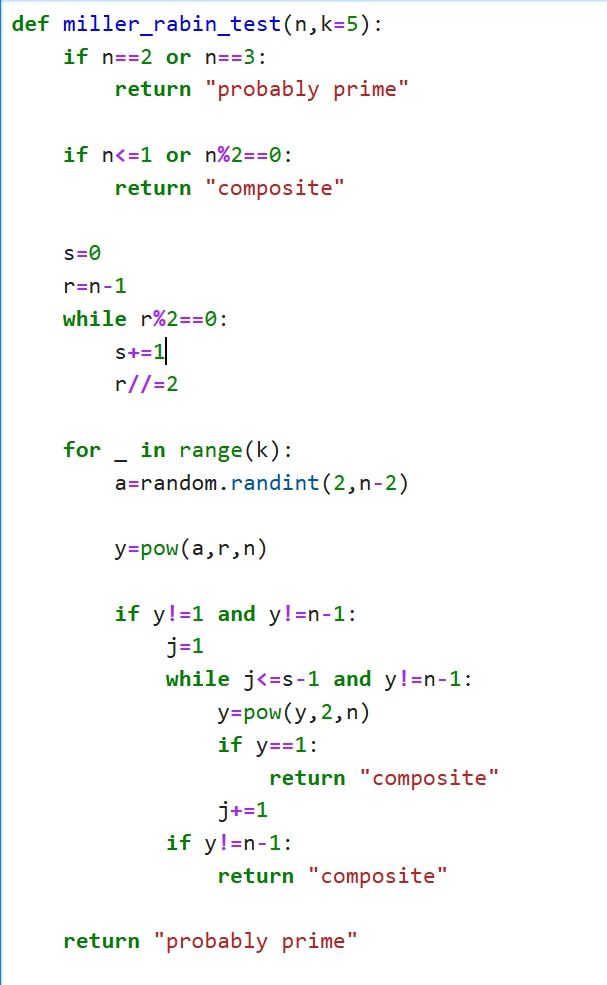 def miller_rabin_test(n,k=5):
    if n==2 or n==3:
        return "probably prime"
    if n<=1 or n%2==0:
        return "composite"
    s=0
    r=n-1
    while r%2==0:
        s+=1
        r//=2
    for _ in range(k):
        a=random.randint(2,n-2)
        y=pow(a,r,n)
        if y!=1 and y!=n-1:
            j=1
            while j<=s-1 and y!=n-1:
                y=pow(y,2,n)
                if y==1:
                    return "composite"
                j+=1
            if y!=n-1:
                return "composite"
    return "probably prime"